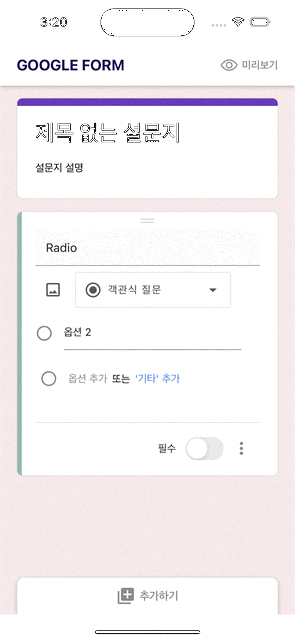 3:20
GOOGLE FORM
미리보기
제목 없는 설문지
설문지 설명
Radio
객관식 질문
옵션 2
옵션 추가 또는 '기타' 추가
필수
추가하기